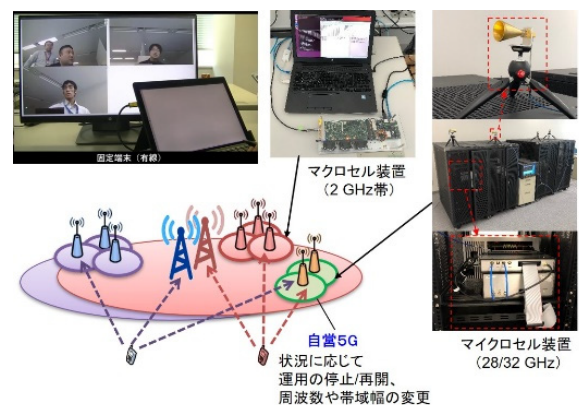 固定端末（有線）
マクロセル装置
（2 GHz帯）
自営5G
状況に応じて
運用の停止/再開、
周波数や帯域幅の変更
マイクロセル装置
（28/32 GHz）